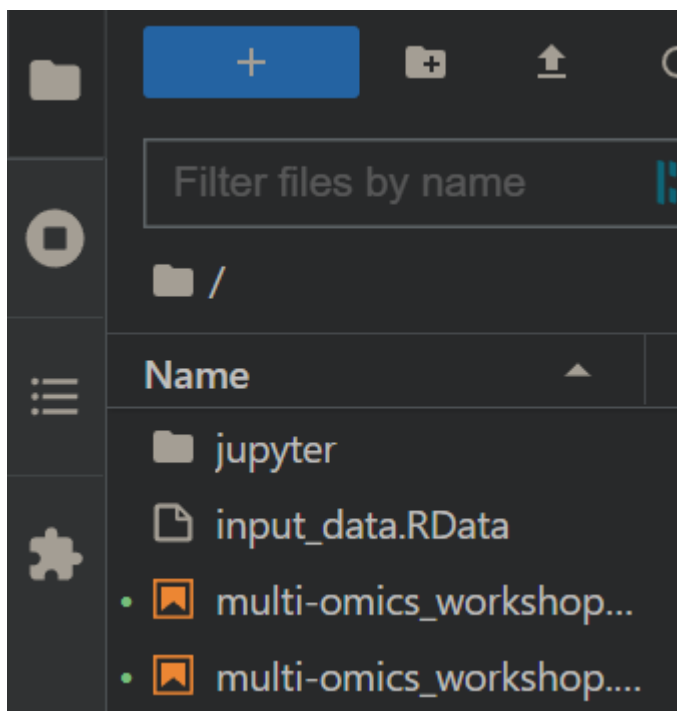 Filter files by name
/
Name
jupyter
input_data.RData
multi-omics_workshop...
multi-omics_workshop....